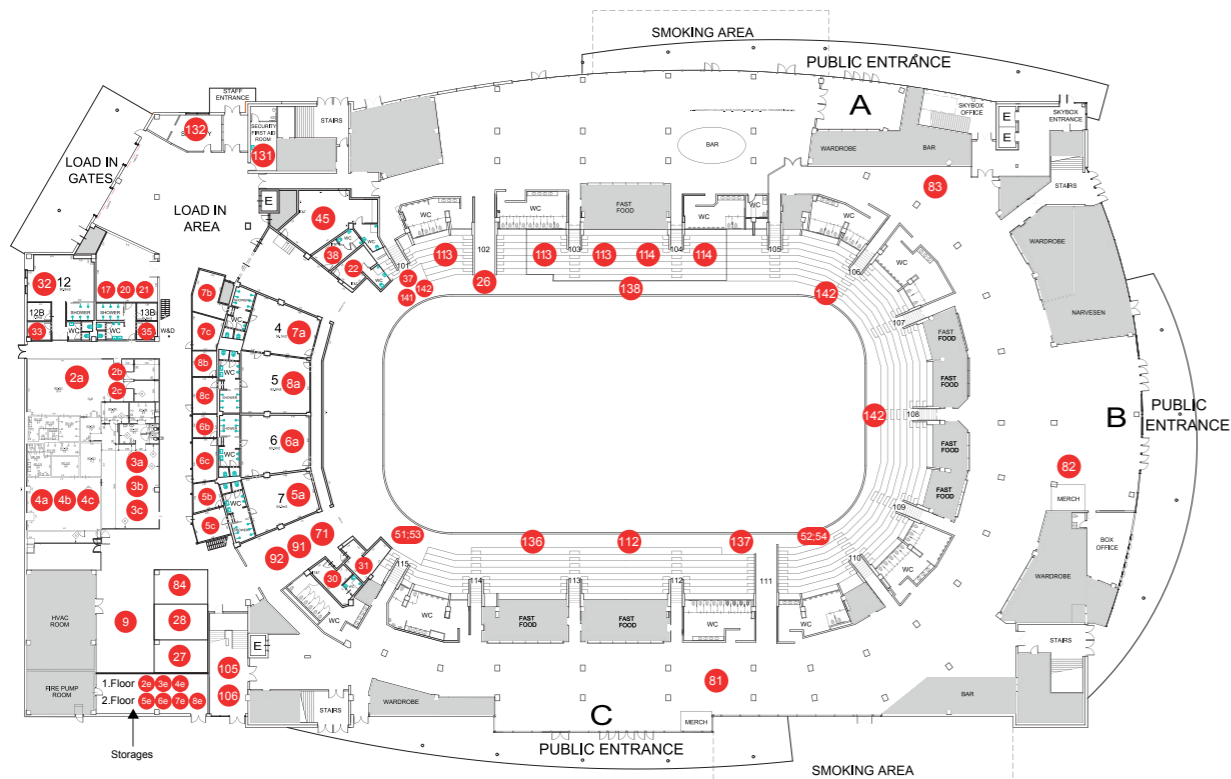 SMOKING AREA
PUBLIC ENTRANCE
STAFF
ENTRANCE
A
SKYBOX
OFFICE
E
E
SKYBOX
ENTRANCE
132
SECURITY
FIRST AID
ROOM
131
STAIRS
BAR
WARDROBE
BAR
LOAD IN
GATES
LOAD IN
AREA
E
83
STAIRS
45
WC
WC
FAST
FOOD
WC
WC
WC
WARDROBE
38
WC
22
WC
101
113
102
113
103
113
114
104
114
105
106
WC
37
142
141
26
138
142
107
NARVESEN
32
12
17
20
21
12B
SHOWER
SHOWER
13B
33
WC
WC
35
W&D
7b
7c
WC
4
7a
FAST
FOOD
2a
2b
2c
8b
WC
5
8a
8c
SHOWER
FAST
FOOD
142
108
B
PUBLIC
ENTRANCE
6b
6
6a
6c
WC
3a
3b
3c
4a
4b
4c
5b
WC
7
5a
5c
FAST
FOOD
FAST
FOOD
82
MERCH
109
BOX
OFFICE
71
91
92
51;53
136
112
137
52;54
30
31
115
114
113
112
111
110
WC
WARDROBE
84
HVAC
ROOM
9
28
27
WC
FAST
FOOD
FAST
FOOD
WC
WC
E
STAIRS
105
106
FIRE PUMP
ROOM
1.Floor
2e
3e
4e
2.Floor
5e
6e
7e
8e
81
STAIRS
WARDROBE
C
MERCH
BAR
Storages
PUBLIC ENTRANCE
SMOKING AREA